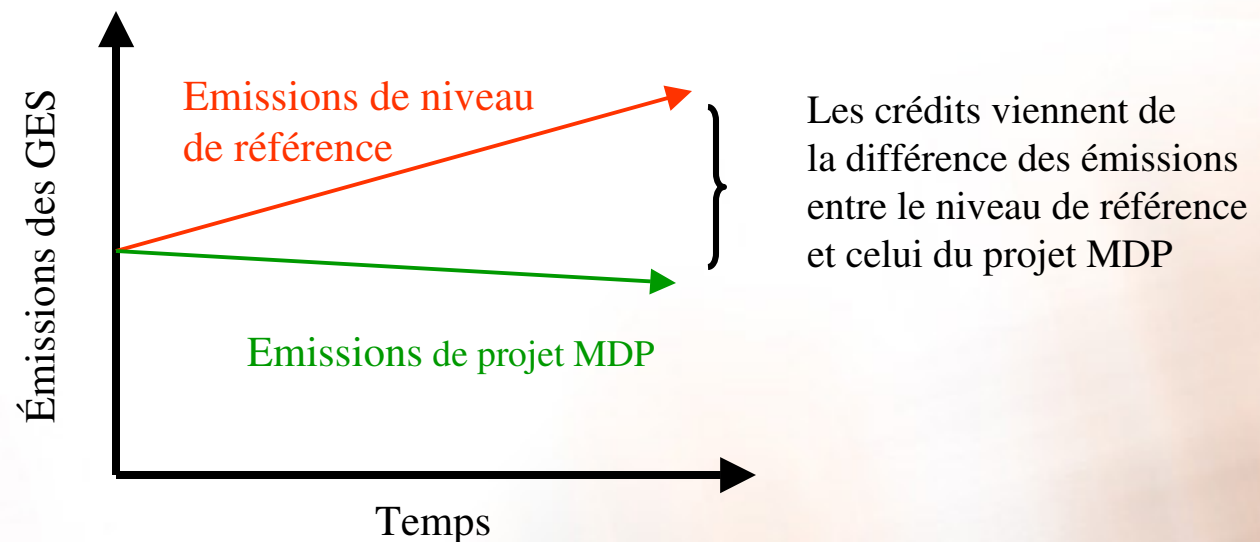 Émissions des GES
Emissions de niveau
de référence
Emissions de projet MDP
Temps
Les crédits viennent de
la différence des émissions
entre le niveau de référence
et celui du projet MDP